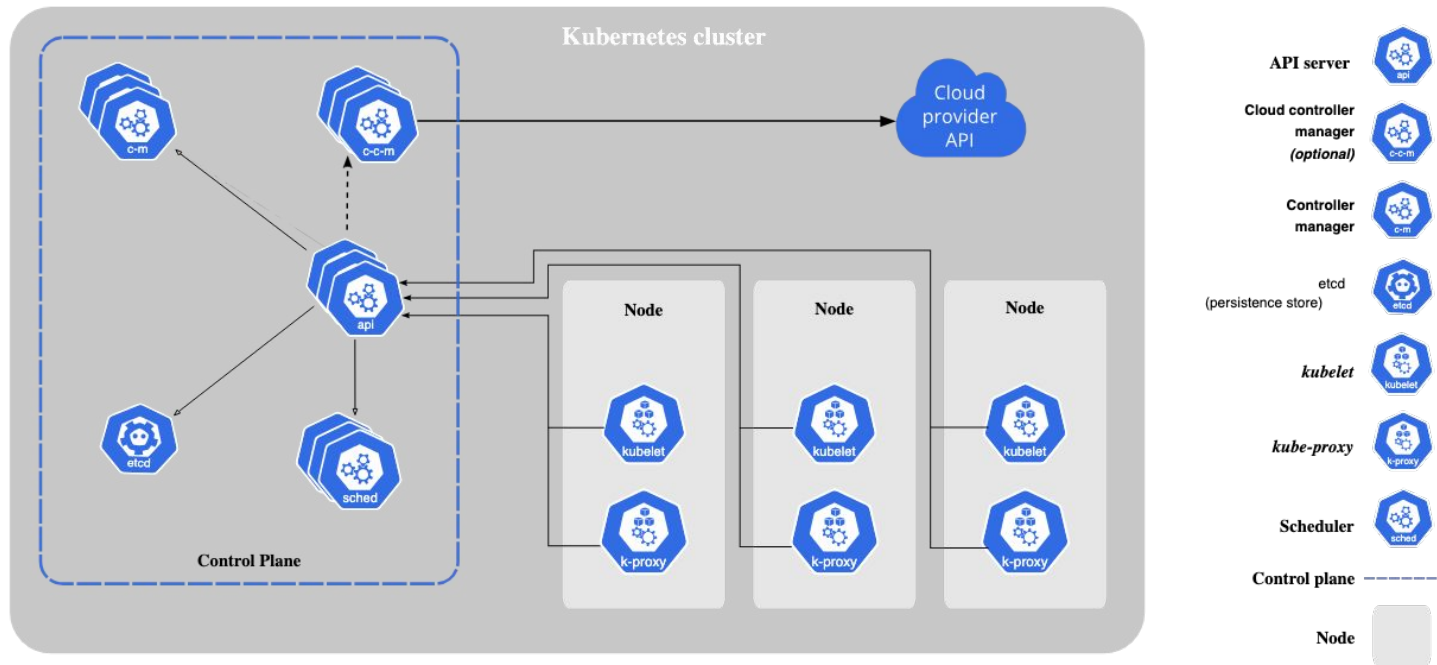 Kubernetes cluster
c-m
c-c-m
Cloud
provider
API
api
etcd
sched
Control Plane
Node
kubelet
k-proxy
Node
kubelet
k-proxy
Node
kubelet
k-proxy
API server
api
Cloud controller
manager
(optional)
c-c-m
Controller
manager
c-m
etcd
(persistence store)
etcd
kubelet
kubelet
kube-proxy
k-proxy
Scheduler
sched
Control plane
Node